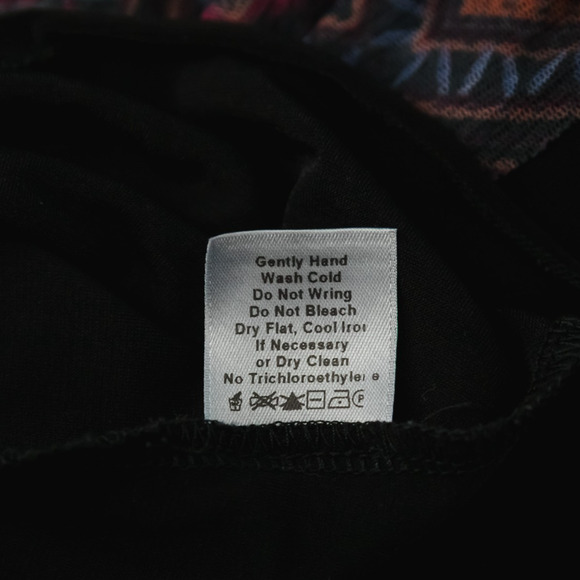 Gently Hand
Wash Cold
Do Not Wring
Do Not Bleach
Dry Flat, Cool Iron
If Necessary
or Dry Clean
No Trichloroethylene
P